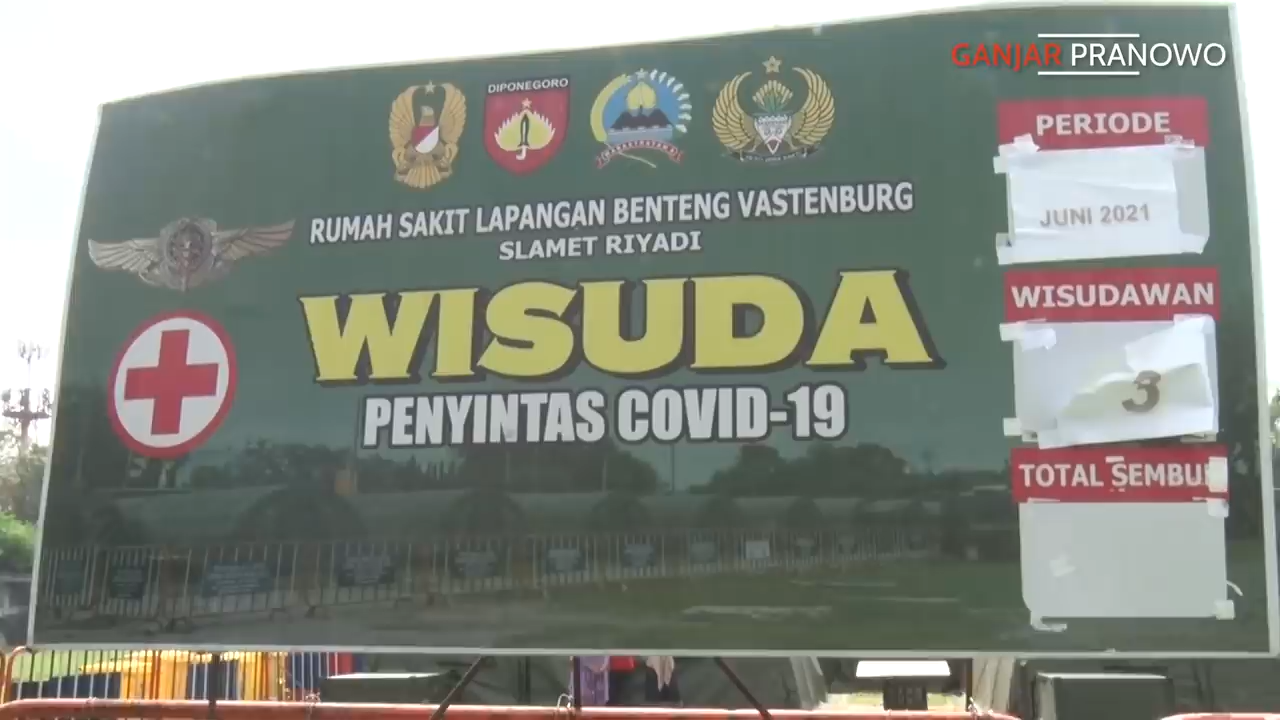 GANJAR PRANOWO
DIPONEGORO
RUMAH SAKIT LAPANGAN BENTENG VASTENBURG
SLAMET RIYADI
WISUDA
PENYINTAS COVID-19
PERIODE
JUNI 2021
WISUDAWAN
3
TOTAL